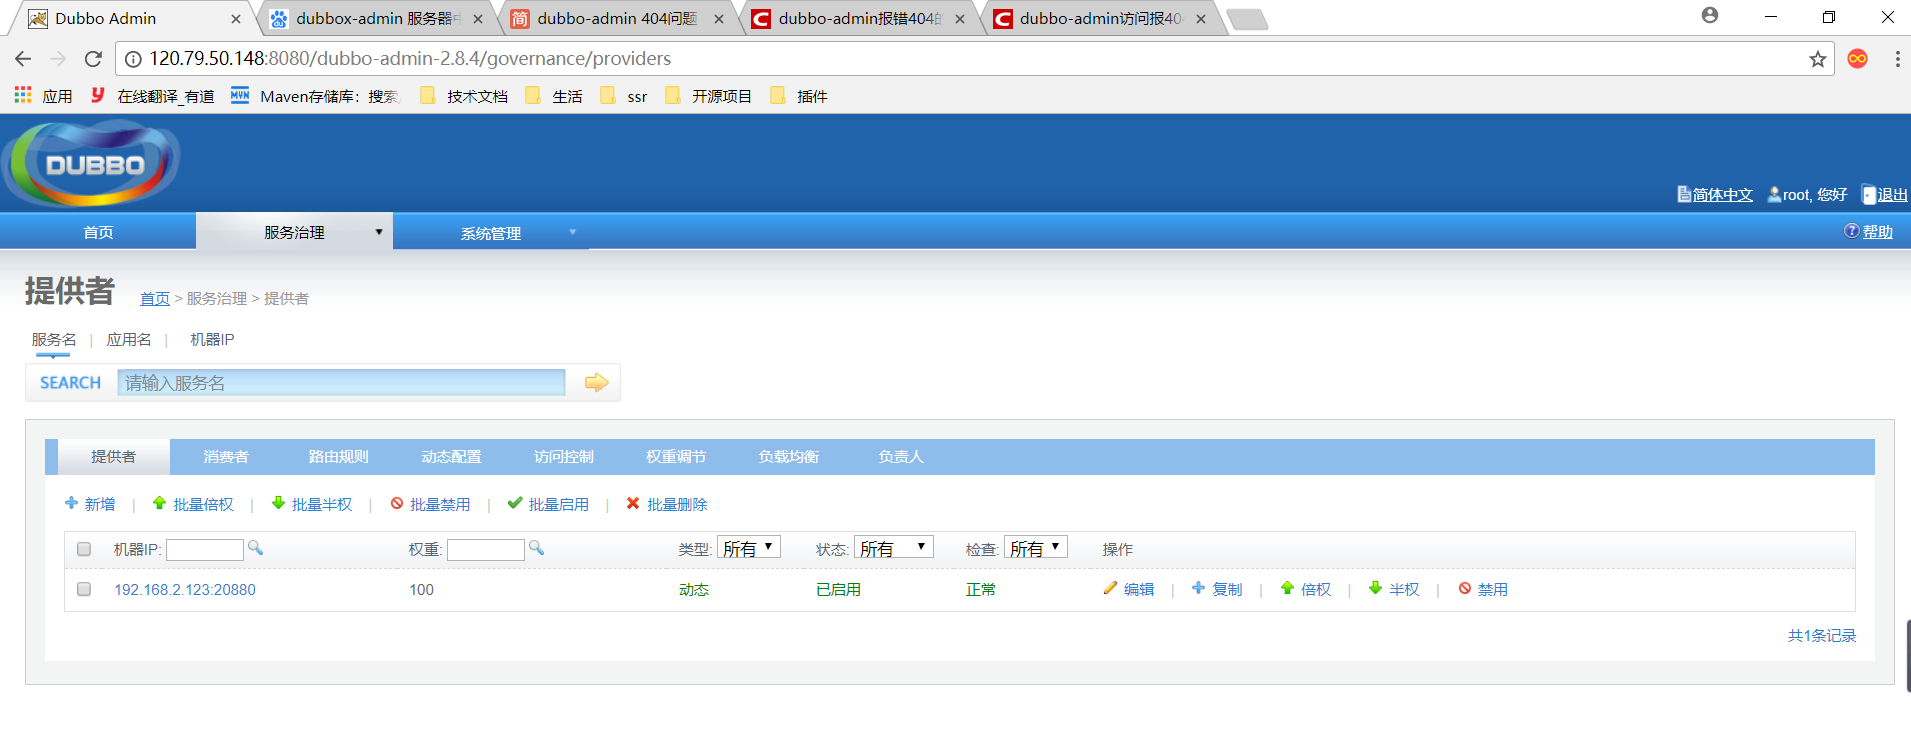 Dubbo Admin
dubbox-admin 服务器中
dubbo-admin 404问题
dubbo-admin报错404的
dubbo-admin访问报404
120.79.50.148:8080/dubbo-admin-2.8.4/governance/providers
应用 在线翻译_有道 Maven存储库：搜索 技术文档 生活 ssr 开源项目 插件
DUBBO
简体中文 root, 您好 退出
首页 服务治理 系统管理 帮助
提供者 首页 > 服务治理 > 提供者
服务名 | 应用名 | 机器IP
SEARCH 请输入服务名
提供者 消费者 路由规则 动态配置 访问控制 权重调节 负载均衡 负责人
新增 | 批量倍权 | 批量半权 | 批量禁用 | 批量启用 | 批量删除
机器IP: 权重: 类型: 所有 状态: 所有 检查: 所有 操作
192.168.2.123:20880 100 动态 已启用 正常 编辑 | 复制 | 倍权 | 半权 | 禁用
共1条记录